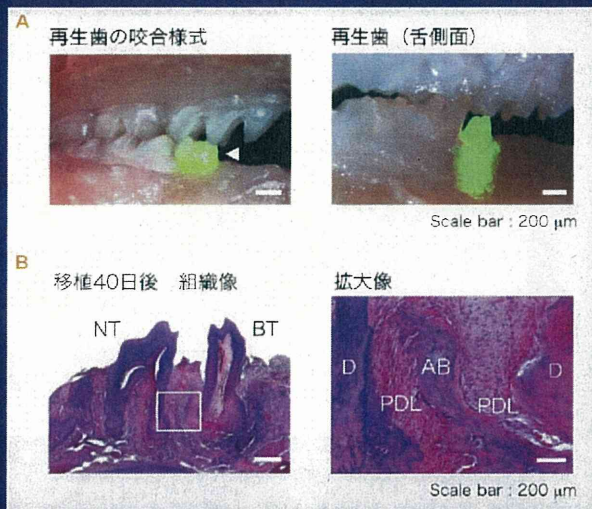 A
再生歯の咬合様式
再生歯（舌側面）
Scale bar : 200 μm
B
移植40日後 組織像
拡大像
NT
BT
D
AB
D
PDL
PDL
Scale bar : 200 μm